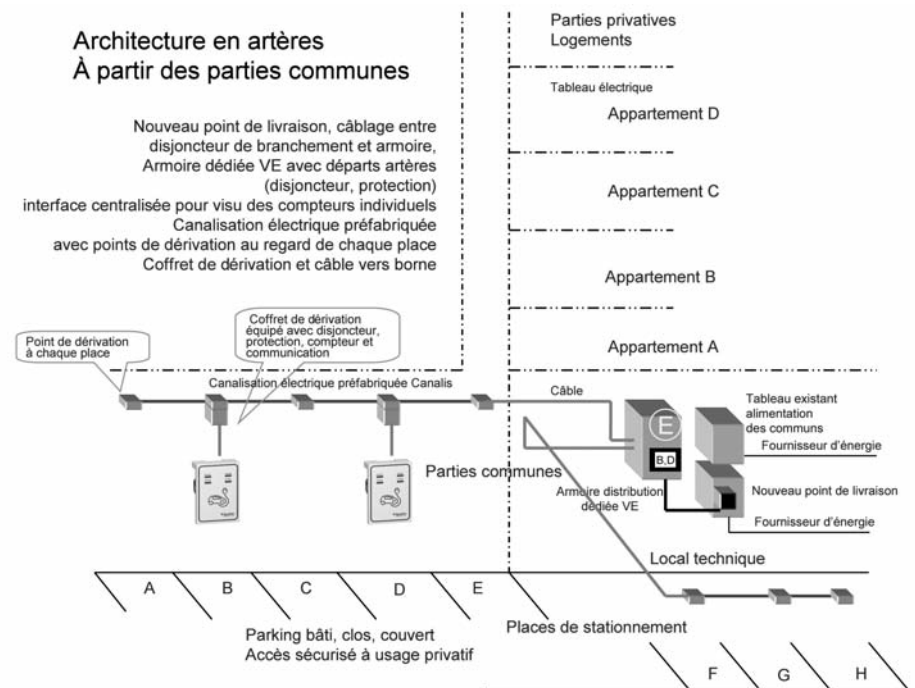 Architecture en artères
À partir des parties communes
Nouveau point de livraison, câblage entre
disjoncteur de branchement et armoire,
Armoire dédiée VE avec départs artères
(disjoncteur, protection)
interface centralisée pour visu des compteurs individuels
Canalisation électrique préfabriquée
avec points de dérivation au regard de chaque place
Coffret de dérivation et câble vers borne
Parties privatives
Logements
Tableau électrique
Appartement D
Appartement C
Appartement B
Appartement A
Point de dérivation
à chaque place
Coffret de dérivation
équipé avec disjoncteur,
protection, compteur et
communication
Canalisation électrique préfabriquée Canalis
Câble
E
B,D
Tableau existant
alimentation
des communs
Fournisseur d'énergie
Parties communes
Armoire distribution
dédiée VE
Nouveau point de livraison
Fournisseur d'énergie
Local technique
A
B
C
D
E
Parking bâti, clos, couvert
Accès sécurisé à usage privatif
Places de stationnement
F
G
H